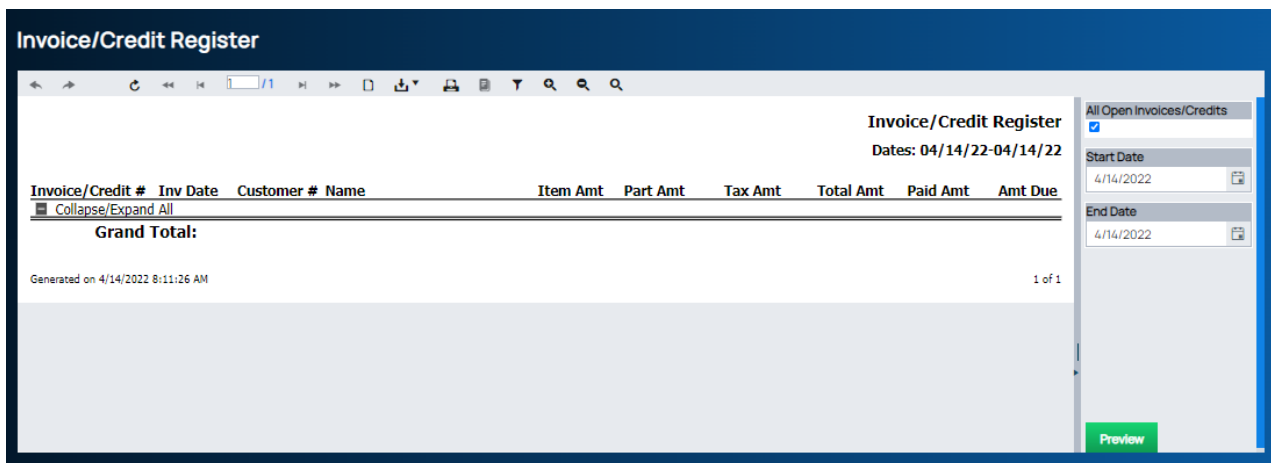 Invoice/Credit Register
1 /1
Invoice/Credit Register
Dates: 04/14/22-04/14/22
Invoice/Credit # Inv Date Customer # Name Item Amt Part Amt Tax Amt Total Amt Paid Amt Amt Due
Collapse/Expand All
Grand Total:
Generated on 4/14/2022 8:11:26 AM 1 of 1
All Open Invoices/Credits
Start Date
4/14/2022
End Date
4/14/2022
Preview